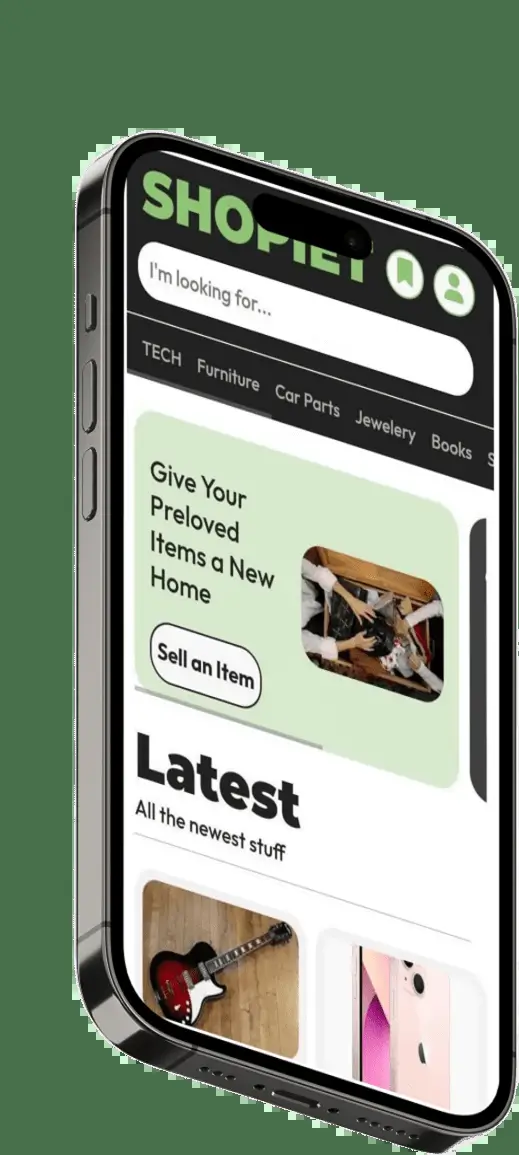 SHOPIET
I'm looking for...
TECH Furniture Car Parts Jewelery Books S
Give Your
Preloved
Items a New
Home
Sell an Item
Latest
All the newest stuff